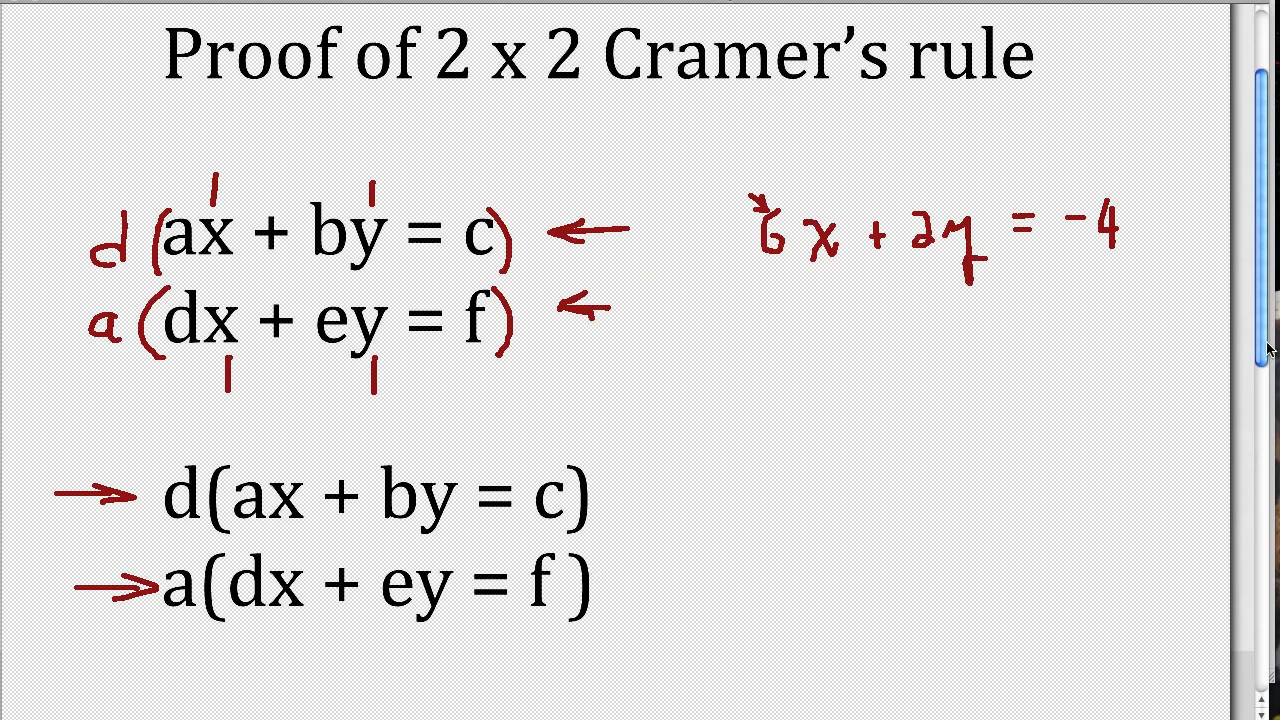 Proof of 2 x 2 Cramer's rule
d(ax + by = c) 6x + 2y = -4
a(dx + ey = f)
d(ax + by = c)
a(dx + ey = f )